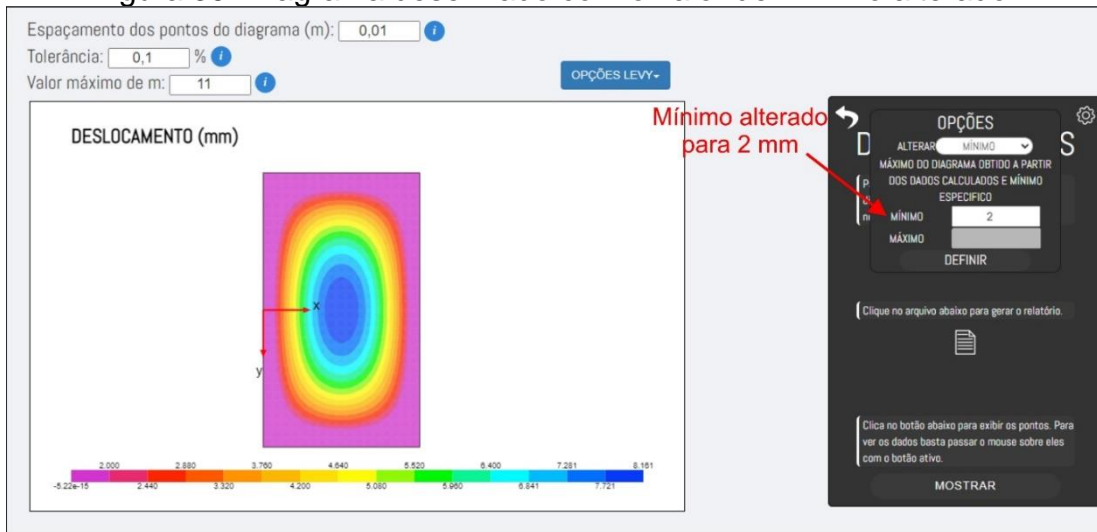 Espaçamento dos pontos do diagrama (m): 0,01
Tolerância: 0,1 %
Valor máximo de m: 11
OPÇÕES LEVY
DESLOCAMENTO (mm)
x
y
2.000 2.880 3.760 4.640 5.520 6.400 7.281 8.161
-5.22e-15 2.440 3.320 4.200 5.080 5.960 6.841 7.721
Mínimo alterado
para 2 mm
OPÇÕES
ALTERAR MÍNIMO
MÁXIMO DO DIAGRAMA OBTIDO A PARTIR
DOS DADOS CALCULADOS E MÍNIMO
ESPECIFICO
MÍNIMO 2
MÁXIMO
DEFINIR
Clique no arquivo abaixo para gerar o relatório.
Clica no botão abaixo para exibir os pontos. Para
ver os dados basta passar o mouse sobre eles
com o botão ativo.
MOSTRAR